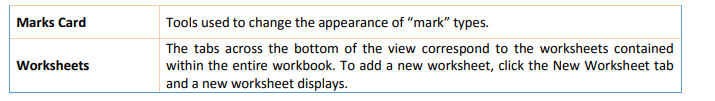 Marks Card
Tools used to change the appearance of “mark” types.
Worksheets
The tabs across the bottom of the view correspond to the worksheets contained
within the entire workbook. To add a new worksheet, click the New Worksheet tab
and a new worksheet displays.